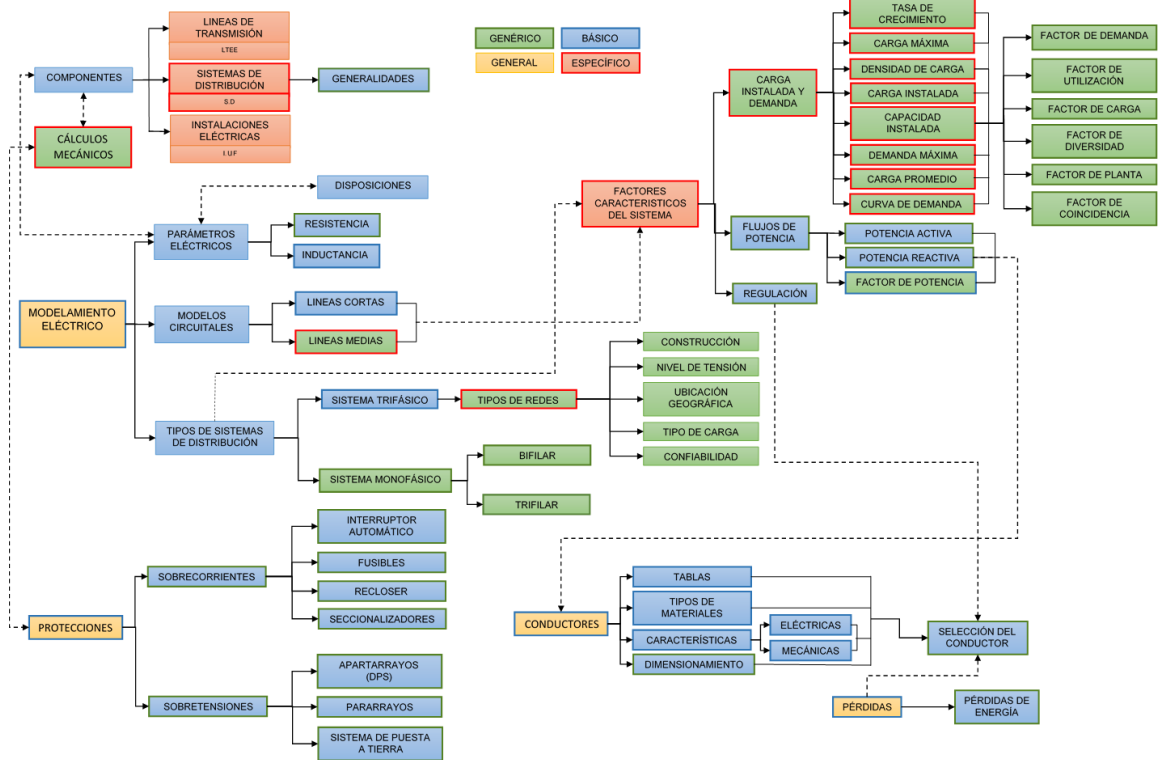 LINEAS DE
TRANSMISIÓN
LTEE
COMPONENTES
SISTEMAS DE
DISTRIBUCIÓN
S.D
GENERALIDADES
INSTALACIONES
ELÉCTRICAS
I.U.F
CÁLCULOS
MECÁNICOS
GENÉRICO
BÁSICO
GENERAL
ESPECÍFICO
DISPOSICIONES
PARÁMETROS
ELÉCTRICOS
RESISTENCIA
INDUCTANCIA
MODELAMIENTO
ELÉCTRICO
MODELOS
CIRCUITALES
LINEAS CORTAS
LINEAS MEDIAS
TIPOS DE SISTEMAS
DE DISTRIBUCIÓN
SISTEMA TRIFÁSICO
TIPOS DE REDES
CONSTRUCCIÓN
NIVEL DE TENSIÓN
UBICACIÓN
GEOGRÁFICA
TIPO DE CARGA
CONFIABILIDAD
SISTEMA MONOFÁSICO
BIFILAR
TRIFILAR
FACTORES
CARACTERISTICOS
DEL SISTEMA
CARGA
INSTALADA Y
DEMANDA
TASA DE
CRECIMIENTO
CARGA MÁXIMA
DENSIDAD DE CARGA
CARGA INSTALADA
CAPACIDAD
INSTALADA
DEMANDA MÁXIMA
CARGA PROMEDIO
CURVA DE DEMANDA
FACTOR DE DEMANDA
FACTOR DE
UTILIZACIÓN
FACTOR DE CARGA
FACTOR DE
DIVERSIDAD
FACTOR DE PLANTA
FACTOR DE
COINCIDENCIA
FLUJOS DE
POTENCIA
POTENCIA ACTIVA
POTENCIA REACTIVA
FACTOR DE POTENCIA
REGULACIÓN
PROTECCIONES
SOBRECORRIENTES
INTERRUPTOR
AUTOMÁTICO
FUSIBLES
RECLOSER
SECCIONALIZADORES
SOBRETENSIONES
APARTARRAYOS
(DPS)
PARARRAYOS
SISTEMA DE PUESTA
A TIERRA
CONDUCTORES
TABLAS
TIPOS DE
MATERIALES
CARACTERÍSTICAS
ELÉCTRICAS
MECÁNICAS
DIMENSIONAMIENTO
SELECCIÓN DEL
CONDUCTOR
PÉRDIDAS
PÉRDIDAS DE
ENERGÍA